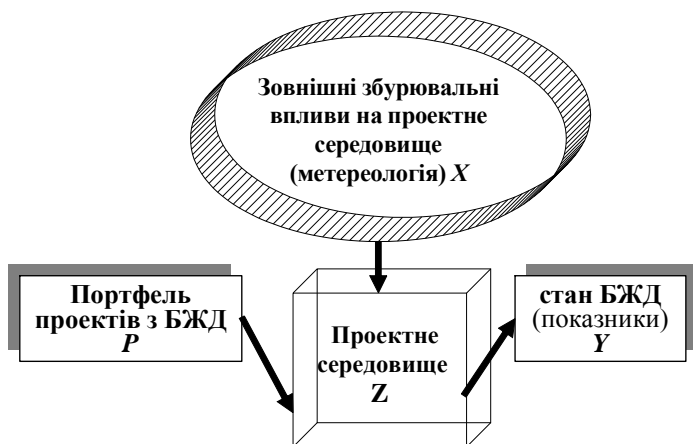 Зовнішні збурювальні
впливи на проектне
середовище
(метереологія) X
Портфель
проектів з БЖД
P
Проектне
середовище
Z
стан БЖД
(показники)
Y